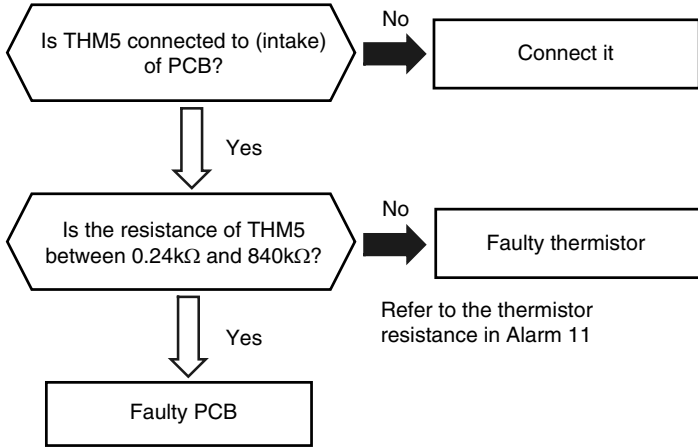 Is THM5 connected to (intake)
of PCB?
No
Connect it
Yes
Is the resistance of THM5
between 0.24kΩ and 840kΩ?
No
Faulty thermistor
Refer to the thermistor
resistance in Alarm 11
Yes
Faulty PCB